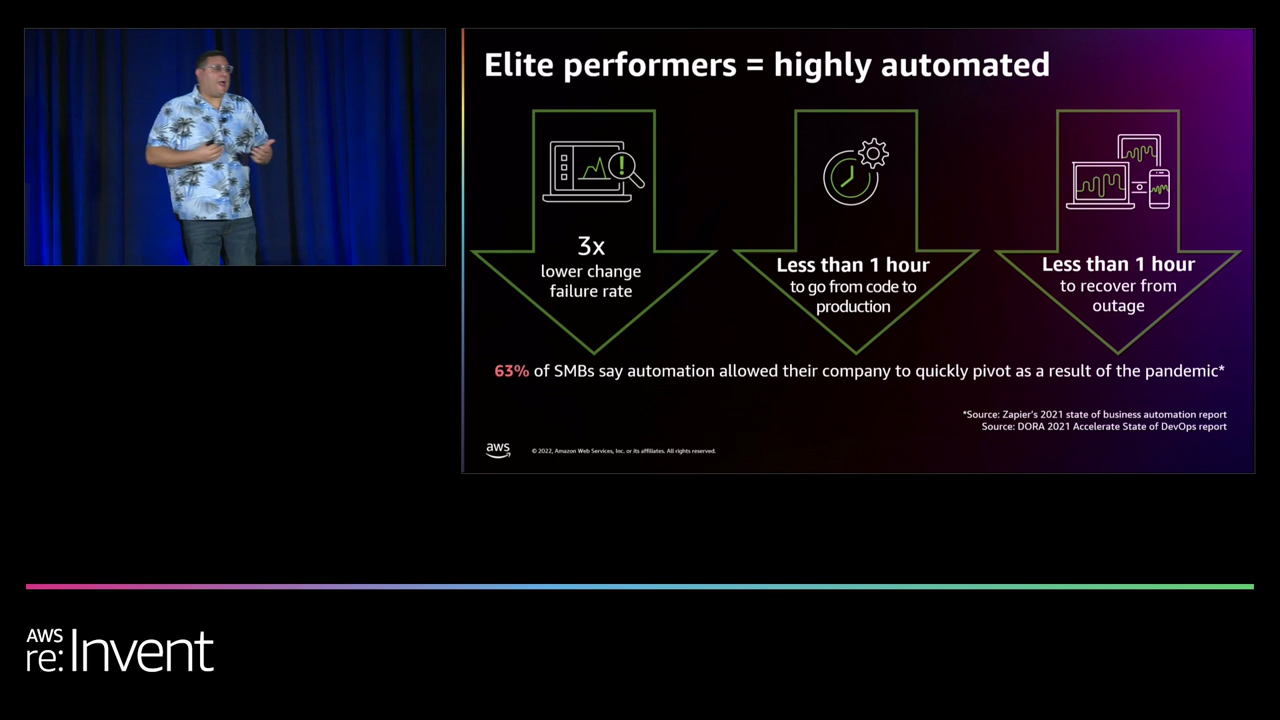 Elite performers = highly automated
3x
lower change
failure rate
Less than 1 hour
to go from code to
production
Less than 1 hour
to recover from
outage
63% of SMBs say automation allowed their company to quickly pivot as a result of the pandemic*
*Source: Zapier's 2021 state of business automation report
Source: DORA 2021 Accelerate State of DevOps report
aws
© 2022, Amazon Web Services, Inc. or its affiliates. All rights reserved.
AWS
re:Invent